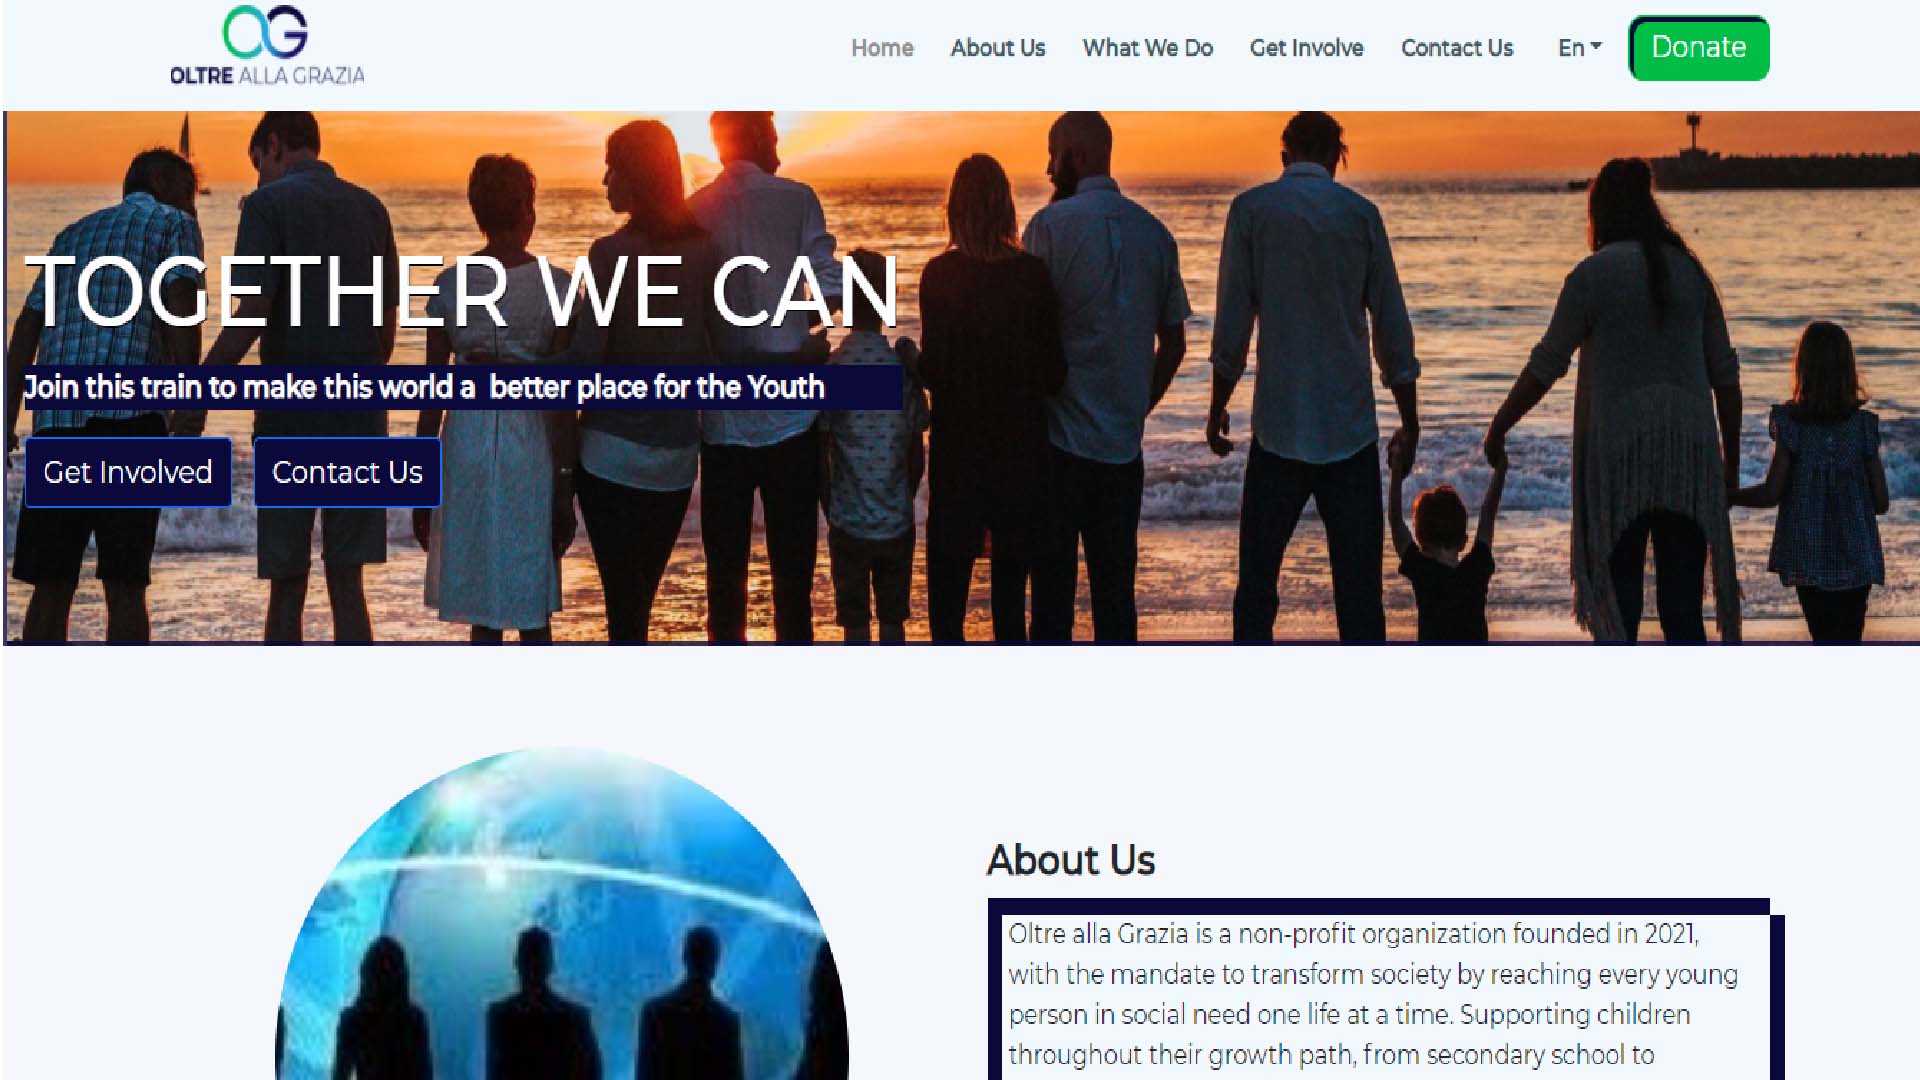 OG
OLTRE ALLA GRAZIA
Home About Us What We Do Get Involve Contact Us En Donate
TOGETHER WE CAN
Join this train to make this world a better place for the Youth
Get Involved Contact Us
About Us
Oltre alla Grazia is a non-profit organization founded in 2021,
with the mandate to transform society by reaching every young
person in social need one life at a time. Supporting children
throughout their growth path, from secondary school to